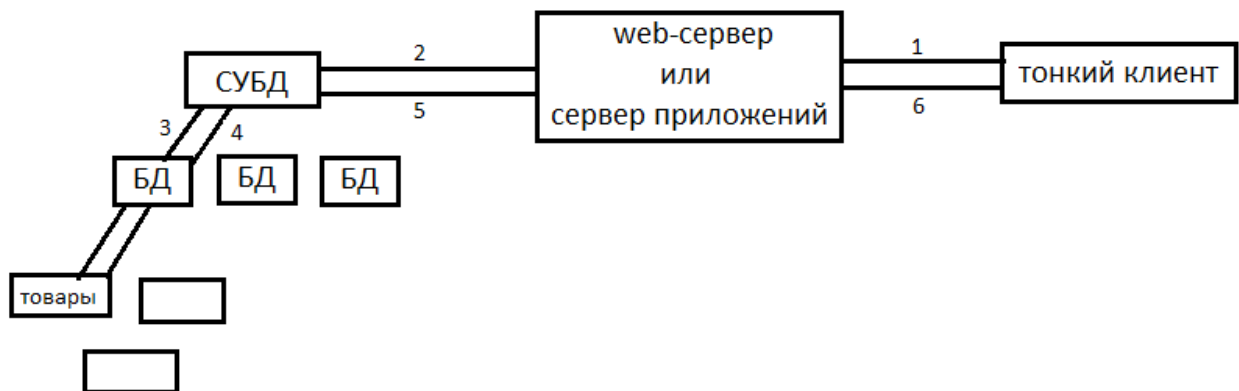 web-сервер
или
сервер приложений
1
6
тонкий клиент
2
5
СУБД
3
4
БД
БД
БД
товары